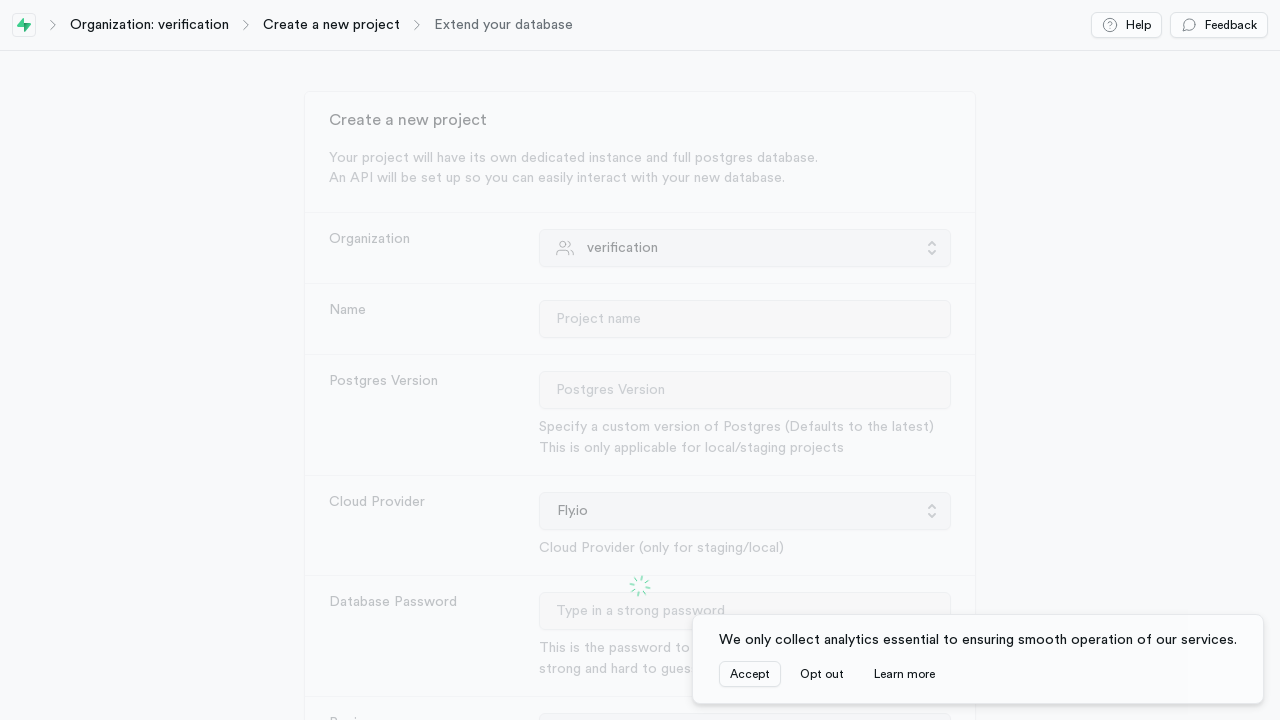 Organization: verification
Create a new project
Extend your database
Help
Feedback
Create a new project
Your project will have its own dedicated instance and full postgres database.
An API will be set up so you can easily interact with your new database.
Organization
verification
Name
Project name
Postgres Version
Postgres Version
Specify a custom version of Postgres (Defaults to the latest)
This is only applicable for local/staging projects
Cloud Provider
Fly.io
Cloud Provider (only for staging/local)
Database Password
Type in a strong password
This is the password to
strong and hard to gues
We only collect analytics essential to ensuring smooth operation of our services.
Accept
Opt out
Learn more